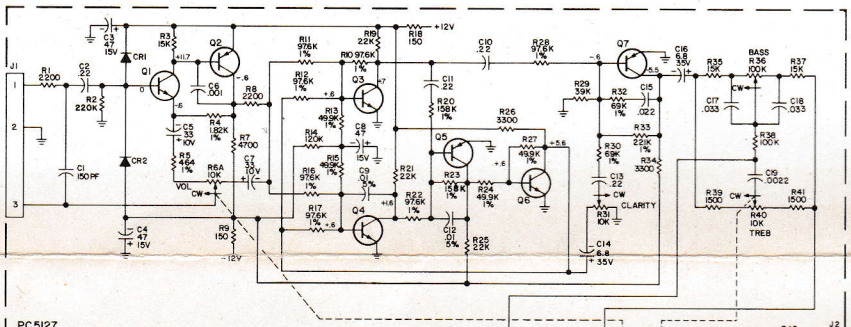 J1
1
2
3
R1
2200
C1
150PF
C2
.22
R2
220K
C3
47
15V
CR1
CR2
C4
47
15V
R3
15K
+11.7
Q1
0
-.6
Q2
-.6
C6
.001
R4
1.82K
1%
C5
33
10V
R5
464
1%
VOL
R6A
10K
CW
R7
4700
C7
33
10V
R8
2200
R9
150
-12V
R11
97.6K
1%
R12
97.6K
1%
+.6
R10 97.6K
1%
R19
22K
R18
150
+12V
Q3
+.7
R13
49.9K
1%
R14
120K
C8
47
15V
R15
49.9K
1%
R16
97.6K
1%
C9
.01
5%
+1.6
R17
97.6K
1%
+.6
Q4
R21
22K
R22
97.6K
1%
C10
.22
C11
.22
R20
158K
1%
Q5
R23
158K
1%
C12
.01
5%
R24
49.9K
1%
R25
22K
R26
3300
+5.6
R27
49.9K
1%
+.6
Q6
R28
97.6K
1%
-.6
Q7
-5.5
R29
39K
R32
69K
1%
C15
.022
R30
69K
1%
R33
221K
1%
R34
3300
C13
.22
CW
R31
10K
CLARITY
C14
6.8
35V
C16
6.8
35V
R35
15K
BASS
R36
100K
R37
15K
CW
C17
.033
C18
.033
R38
100K
C19
.0022
CW
R39
1500
R40
10K
TREB
R41
1500
PC5127
J2